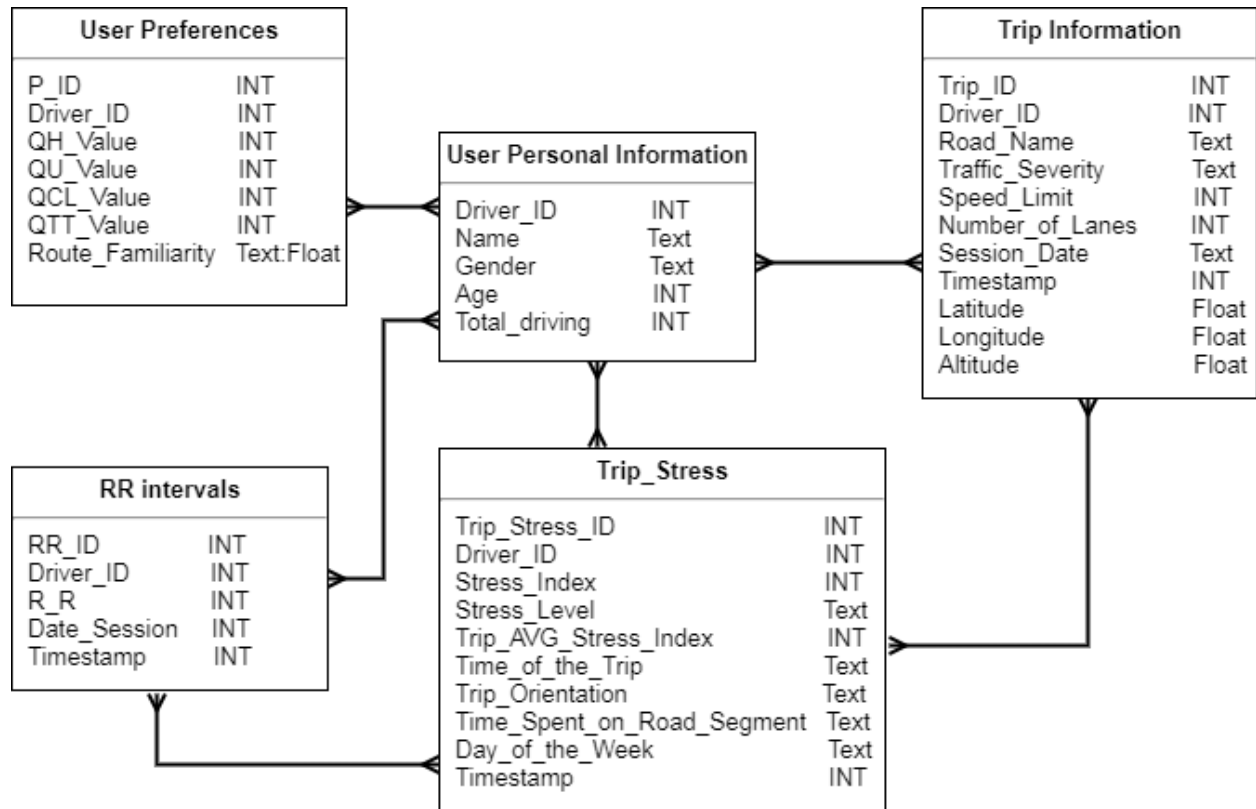 User Preferences
P_ID INT
Driver_ID INT
QH_Value INT
QU_Value INT
QCL_Value INT
QTT_Value INT
Route_Familiarity Text:Float
User Personal Information
Driver_ID INT
Name Text
Gender Text
Age INT
Total_driving INT
Trip Information
Trip_ID INT
Driver_ID INT
Road_Name Text
Traffic_Severity Text
Speed_Limit INT
Number_of_Lanes INT
Session_Date Text
Timestamp INT
Latitude Float
Longitude Float
Altitude Float
RR intervals
RR_ID INT
Driver_ID INT
R_R INT
Date_Session INT
Timestamp INT
Trip_Stress
Trip_Stress_ID INT
Driver_ID INT
Stress_Index INT
Stress_Level Text
Trip_AVG_Stress_Index INT
Time_of_the_Trip Text
Trip_Orientation Text
Time_Spent_on_Road_Segment Text
Day_of_the_Week Text
Timestamp INT